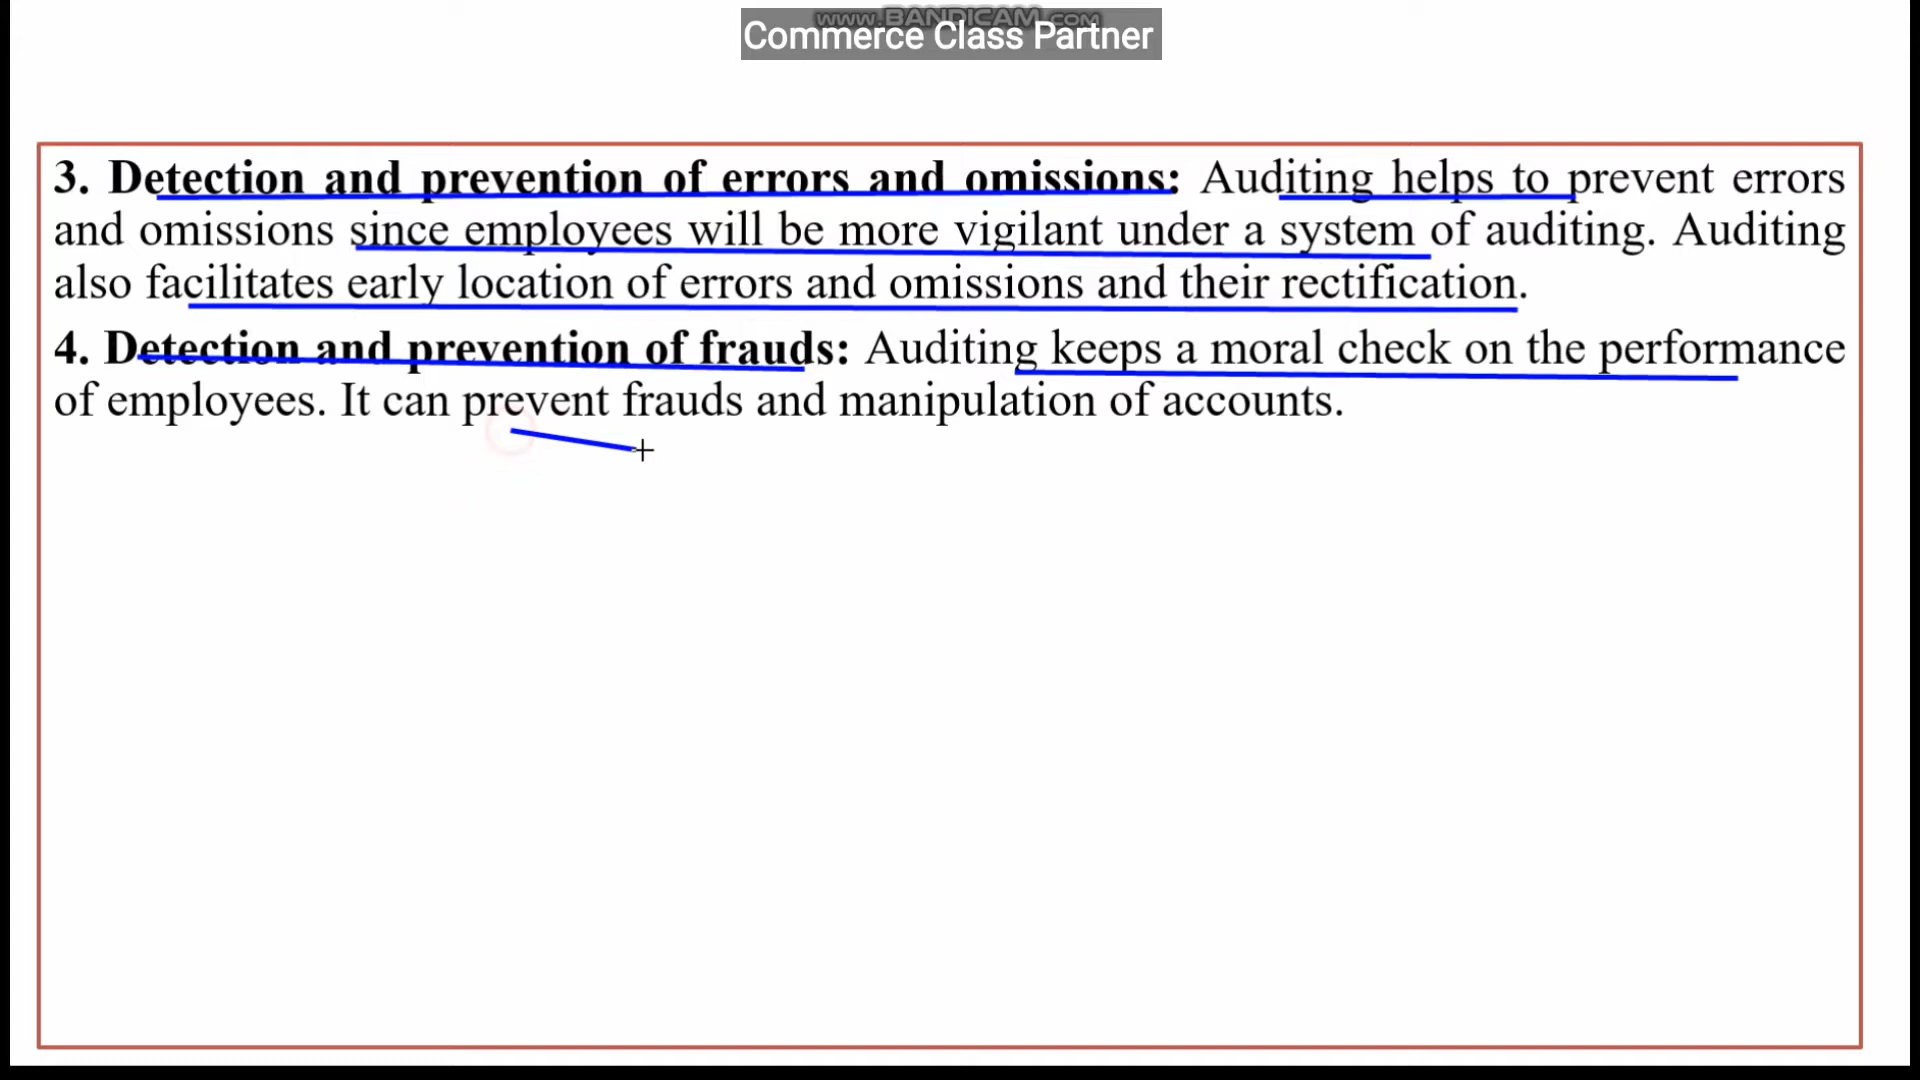 www.BANDICAM.com
Commerce Class Partner
3. Detection and prevention of errors and omissions: Auditing helps to prevent errors
and omissions since employees will be more vigilant under a system of auditing. Auditing
also facilitates early location of errors and omissions and their rectification.
4. Detection and prevention of frauds: Auditing keeps a moral check on the performance
of employees. It can prevent frauds and manipulation of accounts.